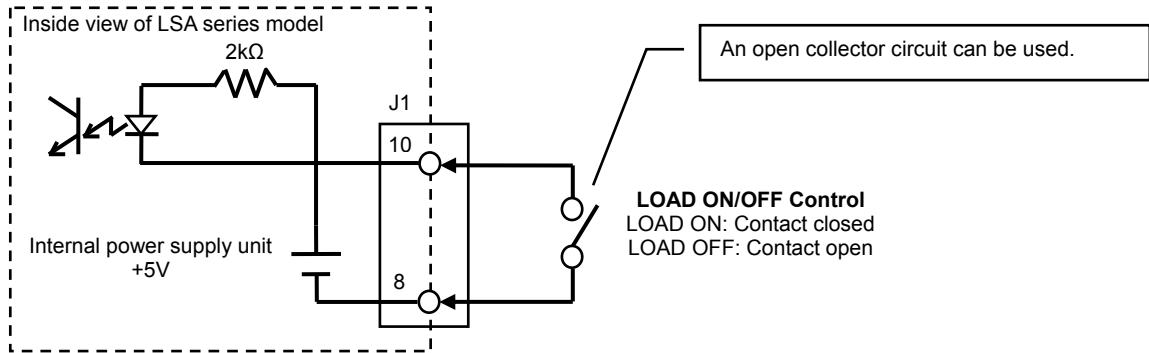 Inside view of LSA series model
2kΩ
An open collector circuit can be used.
J1
10
LOAD ON/OFF Control
LOAD ON: Contact closed
LOAD OFF: Contact open
Internal power supply unit
+5V
8